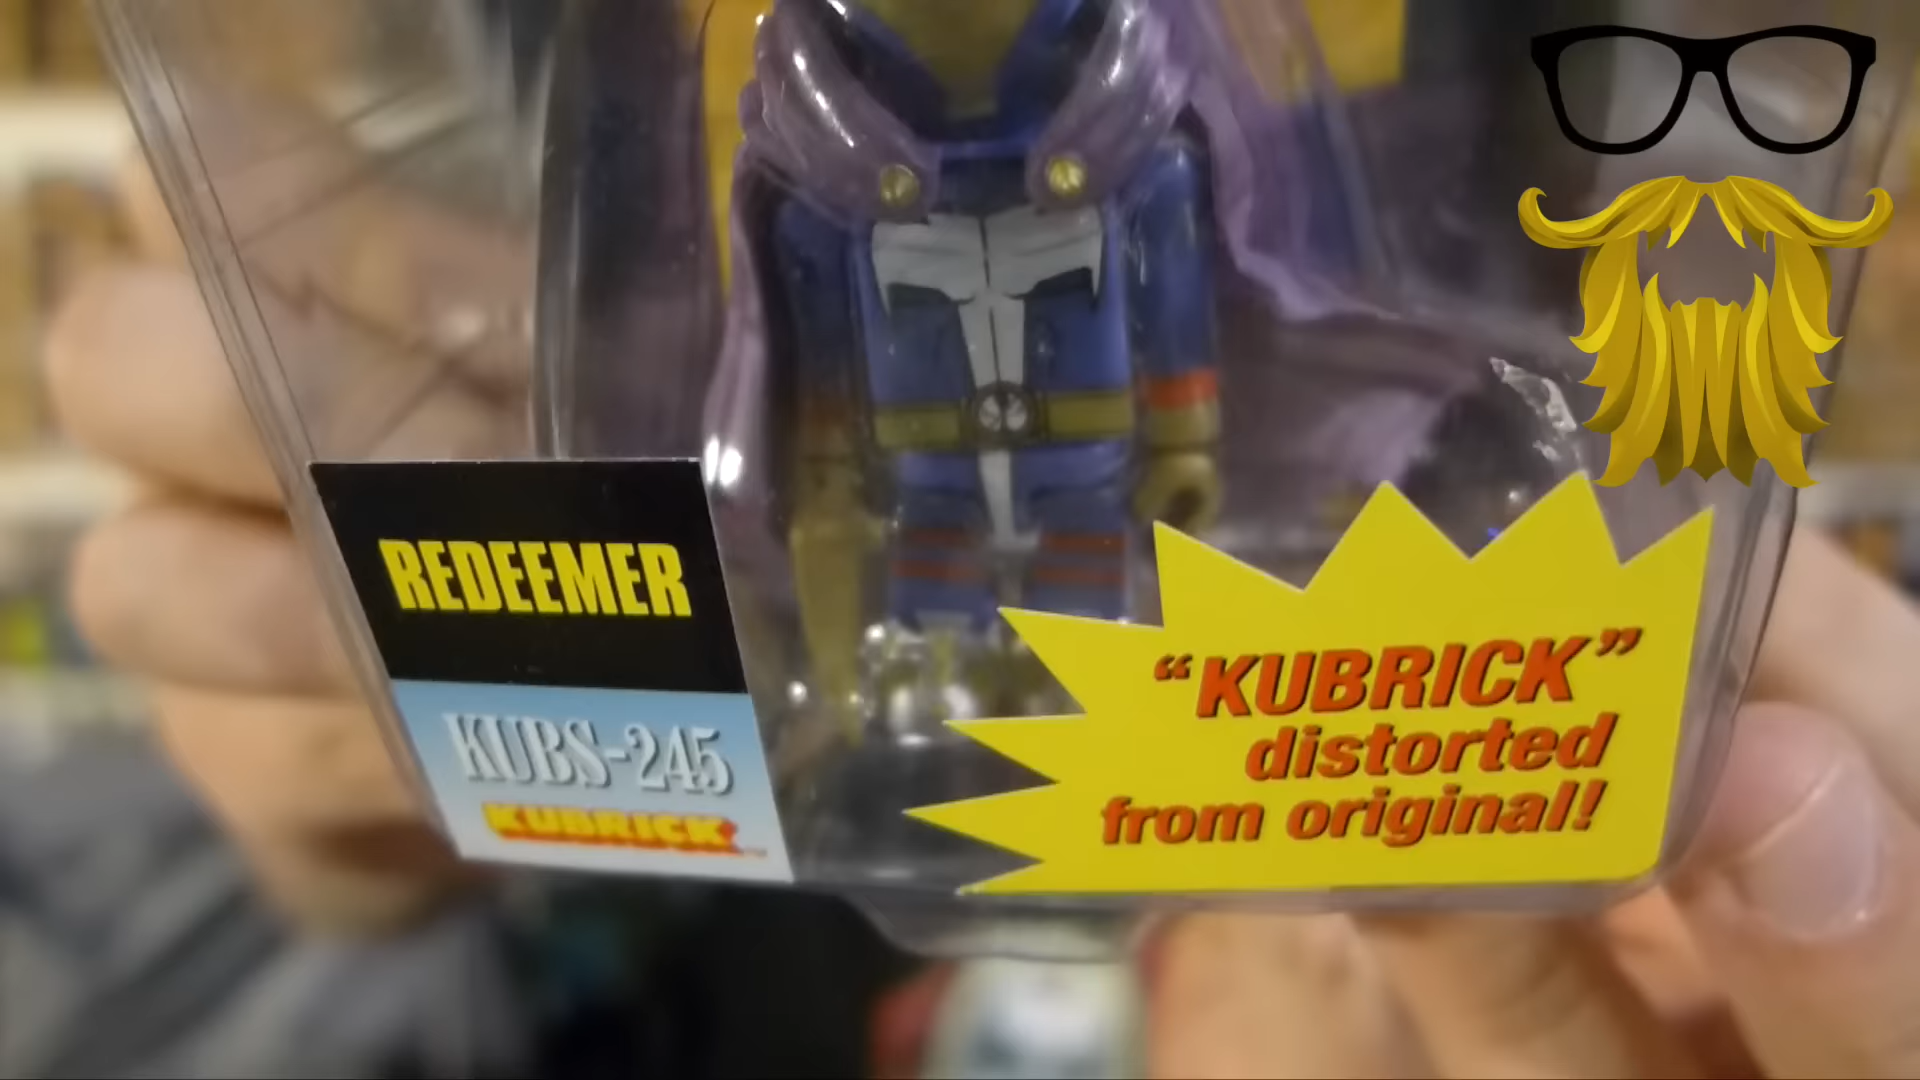 REDEEMER
KUBS-245
KUBRICK
“KUBRICK”
distorted
from original!